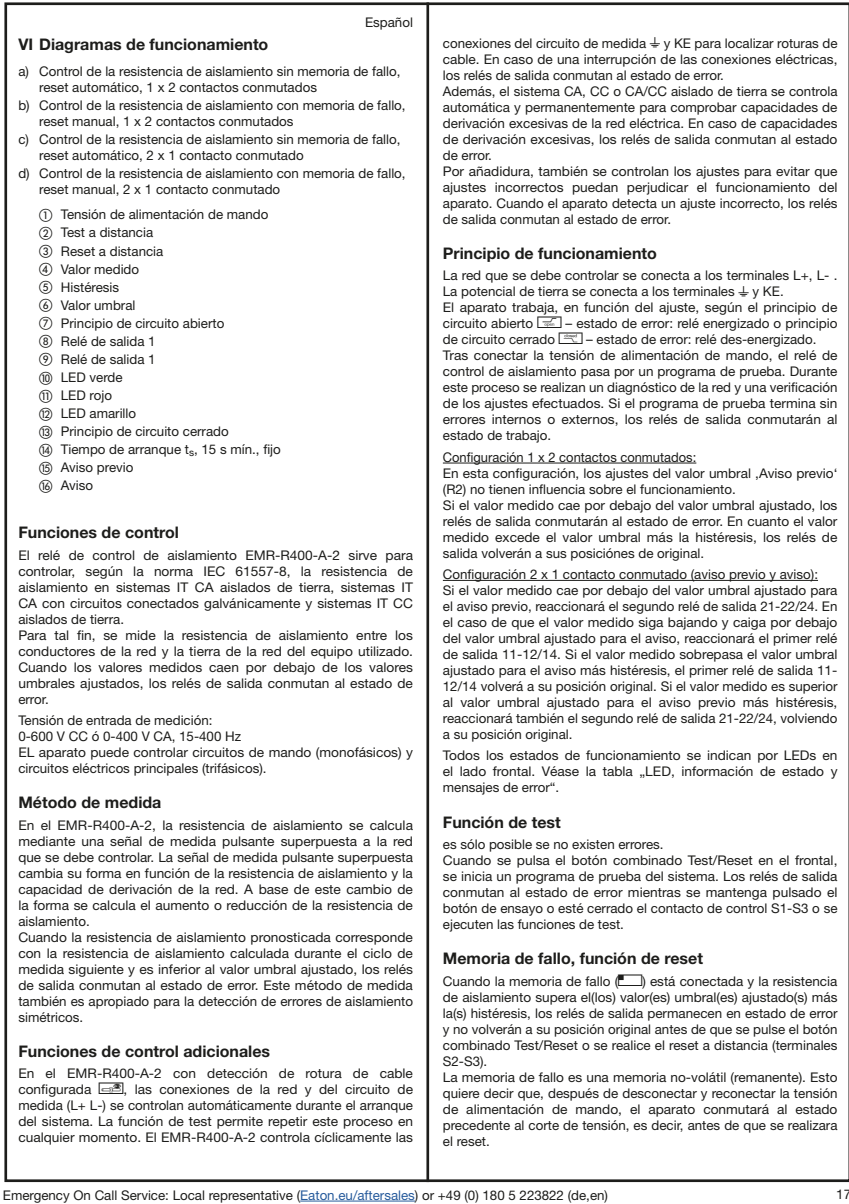 Español
VI Diagramas de funcionamiento
a) Control de la resistencia de aislamiento sin memoria de fallo,
reset automático, 1 x 2 contactos conmutados
b) Control de la resistencia de aislamiento con memoria de fallo,
reset manual, 1 x 2 contactos conmutados
c) Control de la resistencia de aislamiento sin memoria de fallo,
reset automático, 2 x 1 contacto conmutado
d) Control de la resistencia de aislamiento con memoria de fallo,
reset manual, 2 x 1 contacto conmutado
① Tensión de alimentación de mando
② Test a distancia
③ Reset a distancia
④ Valor medido
⑤ Histéresis
⑥ Valor umbral
⑦ Principio de circuito abierto
⑧ Relé de salida 1
⑨ Relé de salida 1
⑩ LED verde
⑪ LED rojo
⑫ LED amarillo
⑬ Principio de circuito cerrado
⑭ Tiempo de arranque ts, 15 s mín., fijo
⑮ Aviso previo
⑯ Aviso
Funciones de control
El relé de control de aislamiento EMR-R400-A-2 sirve para
controlar, según la norma IEC 61557-8, la resistencia de
aislamiento en sistemas IT CA aislados de tierra, sistemas IT
CA con circuitos conectados galvánicamente y sistemas IT CC
aislados de tierra.
Para tal fin, se mide la resistencia de aislamiento entre los
conductores de la red y la tierra de la red del equipo utilizado.
Cuando los valores medidos caen por debajo de los valores
umbrales ajustados, los relés de salida conmutan al estado de
error.
Tensión de entrada de medición:
0-600 V CC ó 0-400 V CA, 15-400 Hz
EL aparato puede controlar circuitos de mando (monofásicos) y
circuitos eléctricos principales (trifásicos).
Método de medida
En el EMR-R400-A-2, la resistencia de aislamiento se calcula
mediante una señal de medida pulsante superpuesta a la red
que se debe controlar. La señal de medida pulsante superpuesta
cambia su forma en función de la resistencia de aislamiento y la
capacidad de derivación de la red. A base de este cambio de
la forma se calcula el aumento o reducción de la resistencia de
aislamiento.
Cuando la resistencia de aislamiento pronosticada corresponde
con la resistencia de aislamiento calculada durante el ciclo de
medida siguiente y es inferior al valor umbral ajustado, los relés
de salida conmutan al estado de error. Este método de medida
también es apropiado para la detección de errores de aislamiento
simétricos.
Funciones de control adicionales
En el EMR-R400-A-2 con detección de rotura de cable
configurada, las conexiones de la red y del circuito de
medida (L+ L-) se controlan automáticamente durante el arranque
del sistema. La función de test permite repetir este proceso en
cualquier momento. El EMR-R400-A-2 controla cíclicamente las
conexiones del circuito de medida ⏚ y KE para localizar roturas de
cable. En caso de una interrupción de las conexiones eléctricas,
los relés de salida conmutan al estado de error.
Además, el sistema CA, CC o CA/CC aislado de tierra se controla
automática y permanentemente para comprobar capacidades de
derivación excesivas de la red eléctrica. En caso de capacidades
de derivación excesivas, los relés de salida conmutan al estado
de error.
Por añadidura, también se controlan los ajustes para evitar que
ajustes incorrectos puedan perjudicar el funcionamiento del
aparato. Cuando el aparato detecta un ajuste incorrecto, los relés
de salida conmutan al estado de error.
Principio de funcionamiento
La red que se debe controlar se conecta a los terminales L+, L- .
La potencial de tierra se conecta a los terminales ⏚ y KE.
El aparato trabaja, en función del ajuste, según el principio de
circuito abierto – estado de error: relé energizado o principio
de circuito cerrado – estado de error: relé des-energizado.
Tras conectar la tensión de alimentación de mando, el relé de
control de aislamiento pasa por un programa de prueba. Durante
este proceso se realizan un diagnóstico de la red y una verificación
de los ajustes efectuados. Si el programa de prueba termina sin
errores internos o externos, los relés de salida conmutarán al
estado de trabajo.
Configuración 1 x 2 contactos conmutados:
En esta configuración, los ajustes del valor umbral ‚Aviso previo‘
(R2) no tienen influencia sobre el funcionamiento.
Si el valor medido cae por debajo del valor umbral ajustado, los
relés de salida conmutarán al estado de error. En cuanto el valor
medido excede el valor umbral más la histéresis, los relés de
salida volverán a sus posiciónes de original.
Configuración 2 x 1 contacto conmutado (aviso previo y aviso):
Si el valor medido cae por debajo del valor umbral ajustado para
el aviso previo, reaccionará el segundo relé de salida 21-22/24. En
el caso de que el valor medido siga bajando y caiga por debajo
del valor umbral ajustado para el aviso, reaccionará el primer relé
de salida 11-12/14. Si el valor medido sobrepasa el valor umbral
ajustado para el aviso más histéresis, el primer relé de salida 11-
12/14 volverá a su posición original. Si el valor medido es superior
al valor umbral ajustado para el aviso previo más histéresis,
reaccionará también el segundo relé de salida 21-22/24, volviendo
a su posición original.
Todos los estados de funcionamiento se indican por LEDs en
el lado frontal. Véase la tabla „LED, información de estado y
mensajes de error“.
Función de test
es sólo posible se no existen errores.
Cuando se pulsa el botón combinado Test/Reset en el frontal,
se inicia un programa de prueba del sistema. Los relés de salida
conmutan al estado de error mientras se mantenga pulsado el
botón de ensayo o esté cerrado el contacto de control S1-S3 o se
ejecuten las funciones de test.
Memoria de fallo, función de reset
Cuando la memoria de fallo () está conectada y la resistencia
de aislamiento supera el(los) valor(es) umbral(es) ajustado(s) más
la(s) histéresis, los relés de salida permanecen en estado de error
y no volverán a su posición original antes de que se pulse el botón
combinado Test/Reset o se realice el reset a distancia (terminales
S2-S3).
La memoria de fallo es una memoria no-volátil (remanente). Esto
quiere decir que, después de desconectar y reconectar la tensión
de alimentación de mando, el aparato conmutará al estado
precedente al corte de tensión, es decir, antes de que se realizara
el reset.
Emergency On Call Service: Local representative (Eaton.eu/aftersales) or +49 (0) 180 5 223822 (de,en)
17